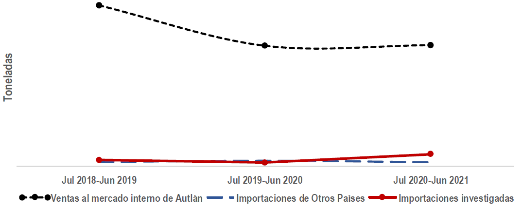 Toneladas
Jul 2018-Jun 2019 Jul 2019-Jun 2020 Jul 2020-Jun 2021
Ventas al mercado interno de Autlán Importaciones de Otros Países Importaciones investigadas